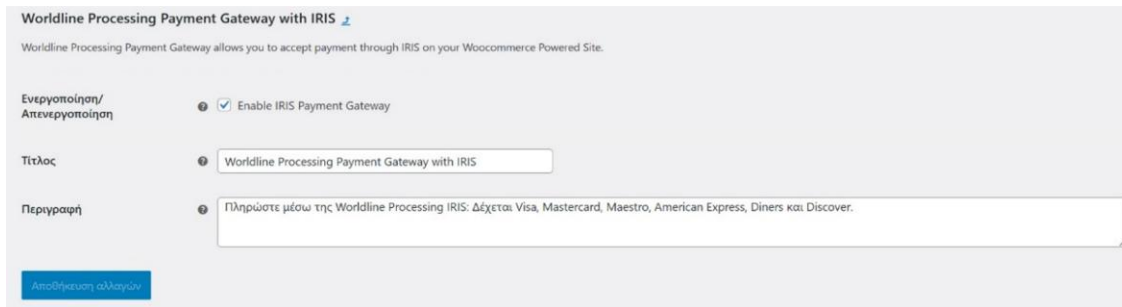 Worldline Processing Payment Gateway with IRIS
Worldline Processing Payment Gateway allows you to accept payment through IRIS on your Woocommerce Powered Site.
Ενεργοποίηση/
Απενεργοποίηση
Enable IRIS Payment Gateway
Τίτλος
Worldline Processing Payment Gateway with IRIS
Περιγραφή
Πληρώστε μέσω της Worldline Processing IRIS: Δέχεται Visa, Mastercard, Maestro, American Express, Diners και Discover.
Αποθήκευση αλλαγών